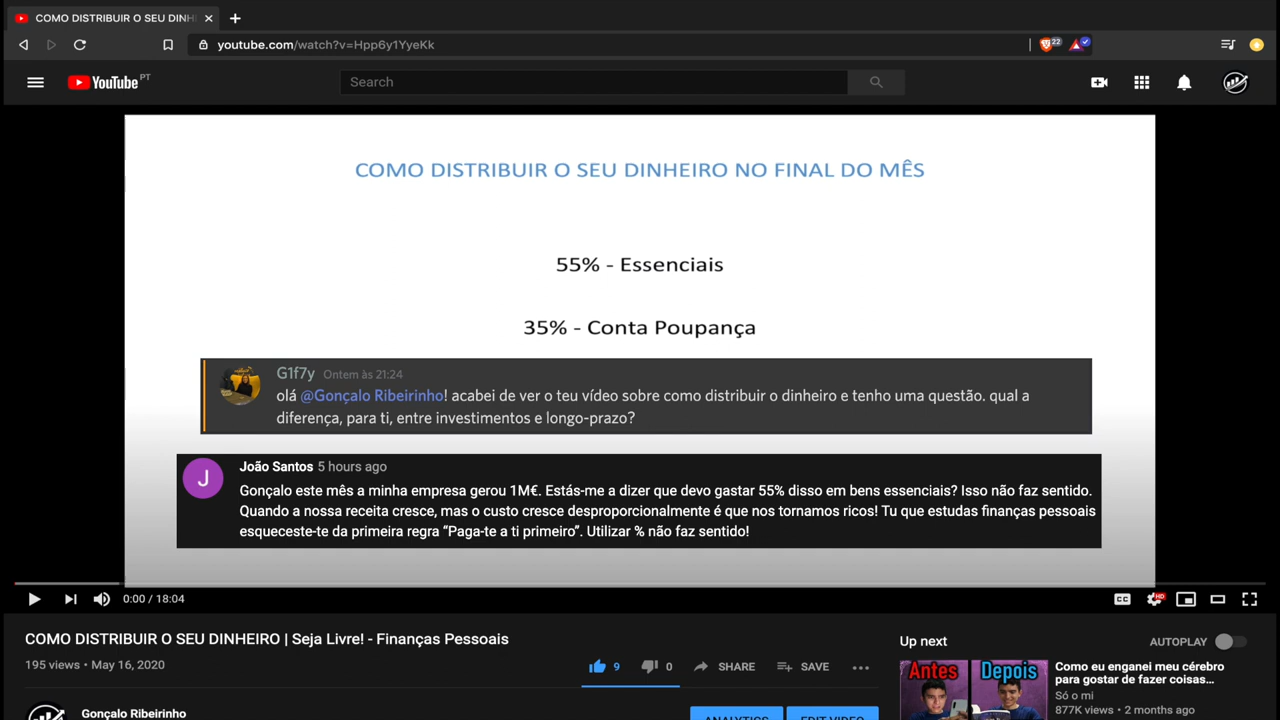 COMO DISTRIBUIR O SEU DINH
youtube.com/watch?v=Hpp6y1YyeKk
22
YouTube PT
Search
COMO DISTRIBUIR O SEU DINHEIRO NO FINAL DO MÊS
55% - Essenciais
35% - Conta Poupança
G1f7y Ontem às 21:24
olá @Gonçalo Ribeirinho! acabei de ver o teu vídeo sobre como distribuir o dinheiro e tenho uma questão. qual a
diferença, para ti, entre investimentos e longo-prazo?
J
João Santos 5 hours ago
Gonçalo este mês a minha empresa gerou 1M€. Estás-me a dizer que devo gastar 55% disso em bens essenciais? Isso não faz sentido.
Quando a nossa receita cresce, mas o custo cresce desproporcionalmente é que nos tornamos ricos! Tu que estudas finanças pessoais
esqueceste-te da primeira regra “Paga-te a ti primeiro”. Utilizar % não faz sentido!
0:00 / 18:04
CC
HD
COMO DISTRIBUIR O SEU DINHEIRO | Seja Livre! - Finanças Pessoais
195 views • May 16, 2020
9
0
SHARE
SAVE
Gonçalo Ribeirinho
ANALYTICS
EDIT VIDEO
Up next
AUTOPLAY
Antes
Depois
Como eu enganei meu cérebro
para gostar de fazer coisas...
Só o mi
877K views • 2 months ago